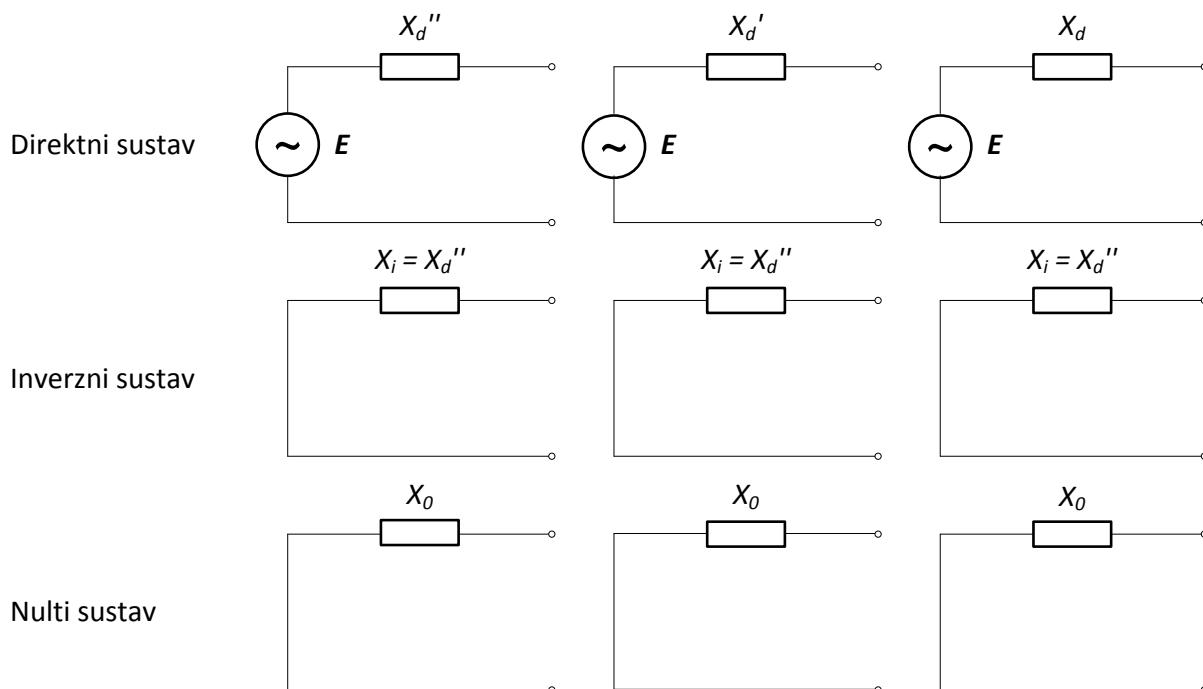 X_d'' X_d' X_d
Direktni sustav ~ E ~ E ~ E
X_i = X_d'' X_i = X_d'' X_i = X_d''
Inverzni sustav
X_0 X_0 X_0
Nulti sustav